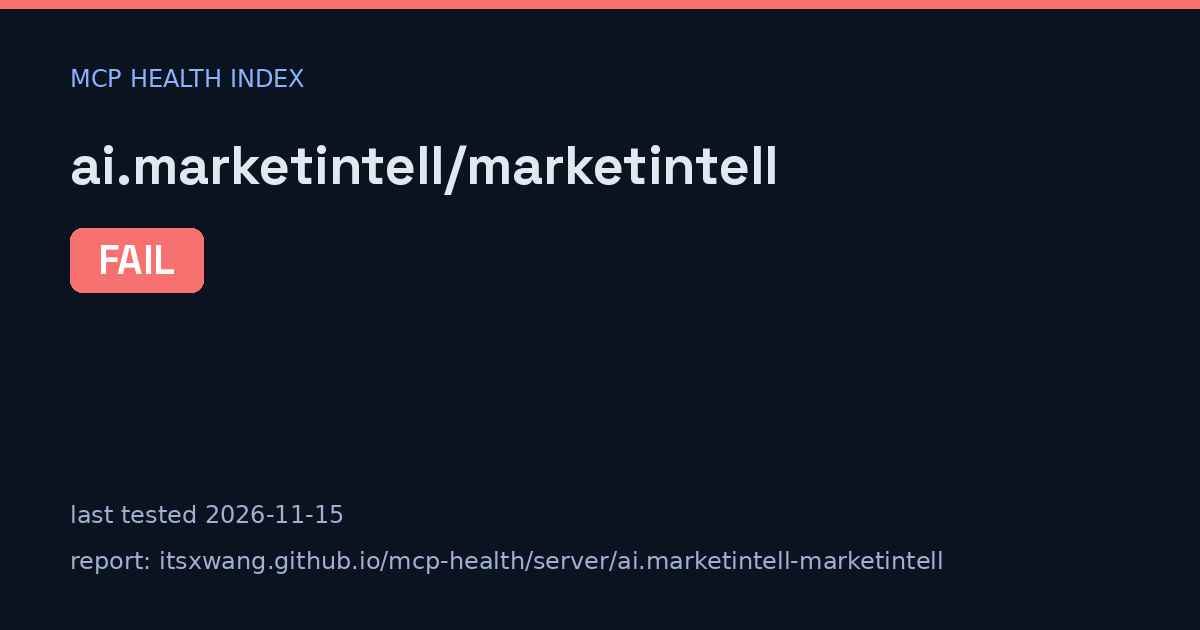 MCP HEALTH INDEX
ai.marketintell/marketintell
FAIL
last tested 2026-11-15
report: itsxwang.github.io/mcp-health/server/ai.marketintell-marketintell